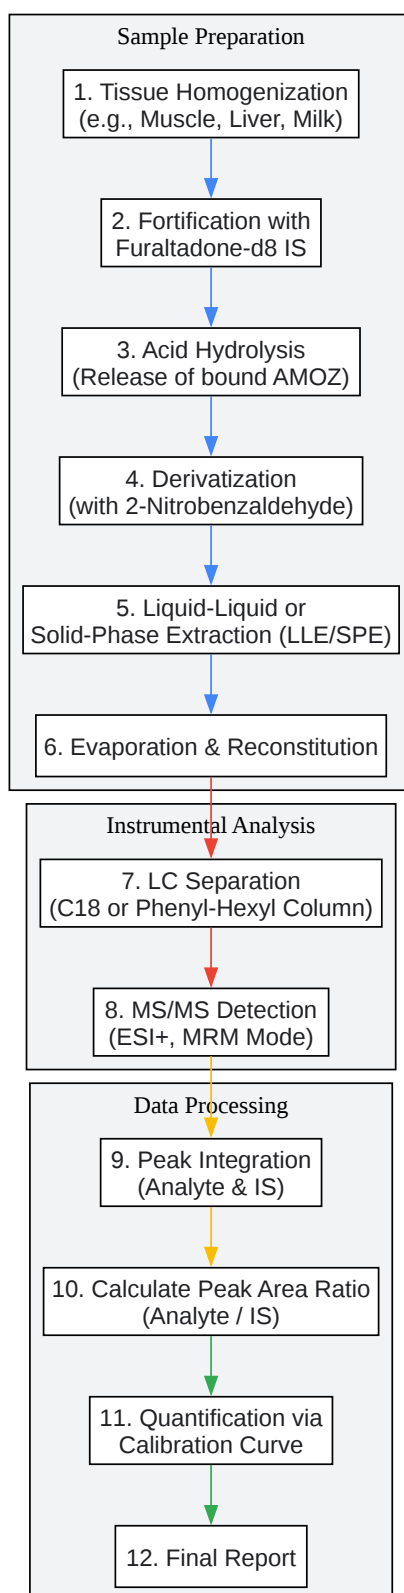 Sample Preparation
1. Tissue Homogenization
(e.g., Muscle, Liver, Milk)
2. Fortification with
Furaltadone-d8 IS
3. Acid Hydrolysis
(Release of bound AMOZ)
4. Derivatization
(with 2-Nitrobenzaldehyde)
5. Liquid-Liquid or
Solid-Phase Extraction (LLE/SPE)
6. Evaporation & Reconstitution
Instrumental Analysis
7. LC Separation
(C18 or Phenyl-Hexyl Column)
8. MS/MS Detection
(ESI+, MRM Mode)
Data Processing
9. Peak Integration
(Analyte & IS)
10. Calculate Peak Area Ratio
(Analyte / IS)
11. Quantification via
Calibration Curve
12. Final Report